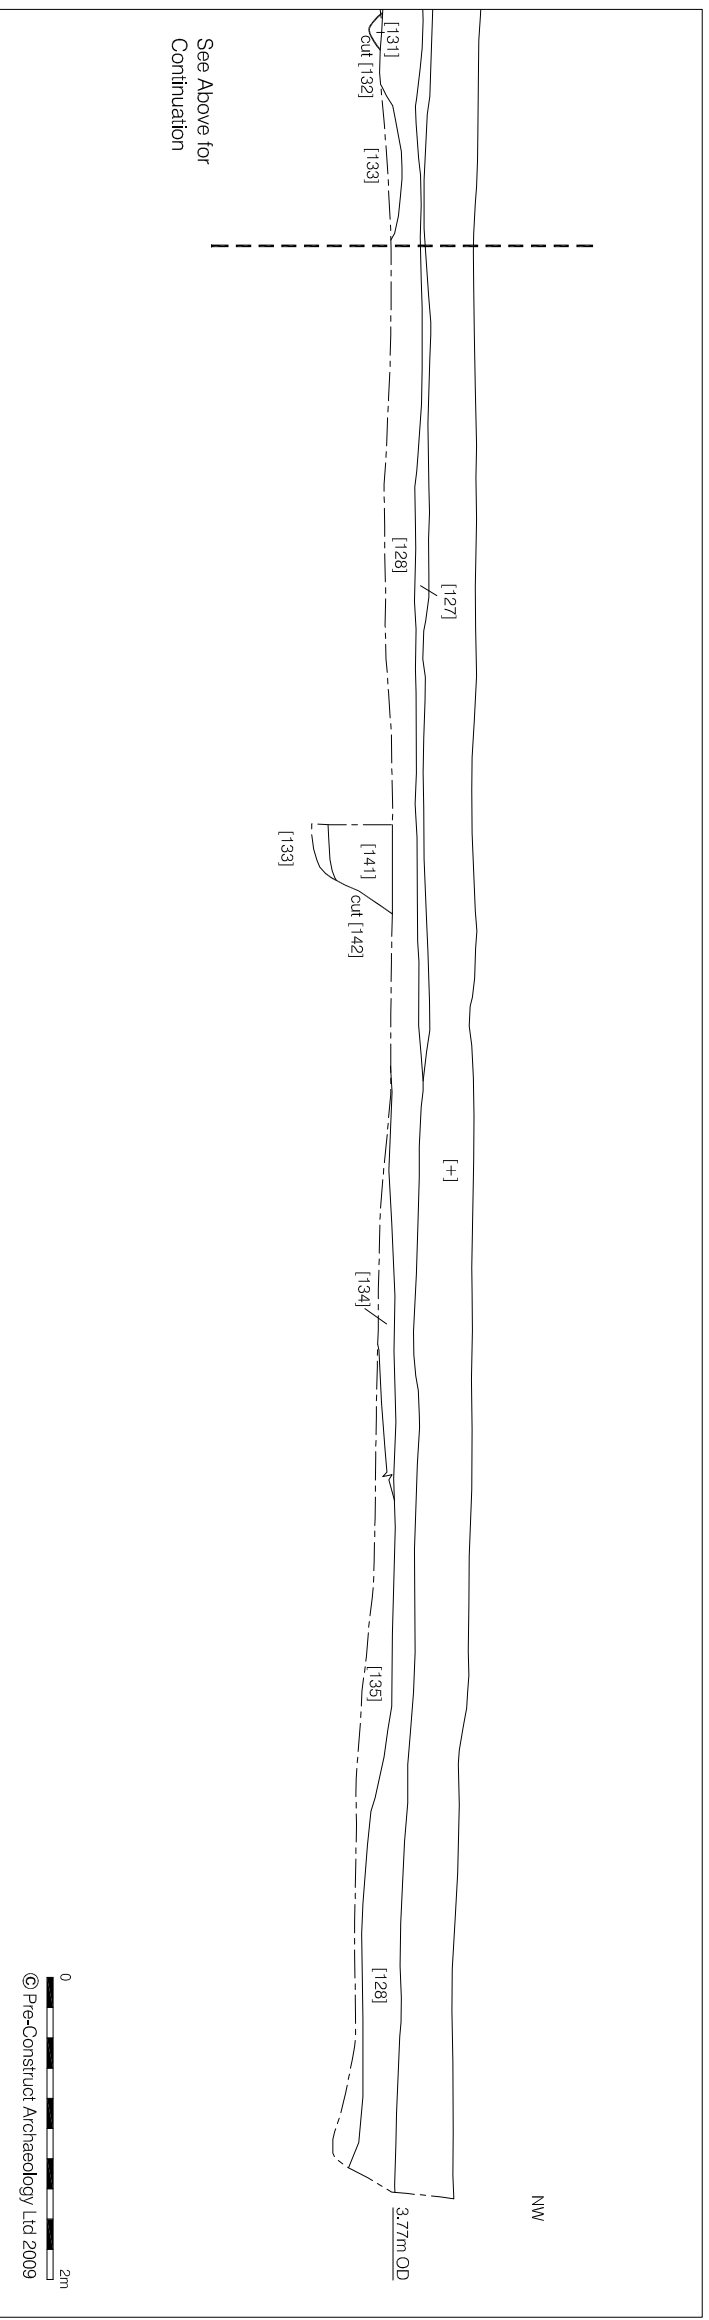 NW
[131]
cut [132]
[133]
[127]
[128]
[+]
[141]
cut [142]
[133]
[134]
[135]
[128]
3.77m OD
See Above for
Continuation
0
2m
© Pre-Construct Archaeology Ltd 2009